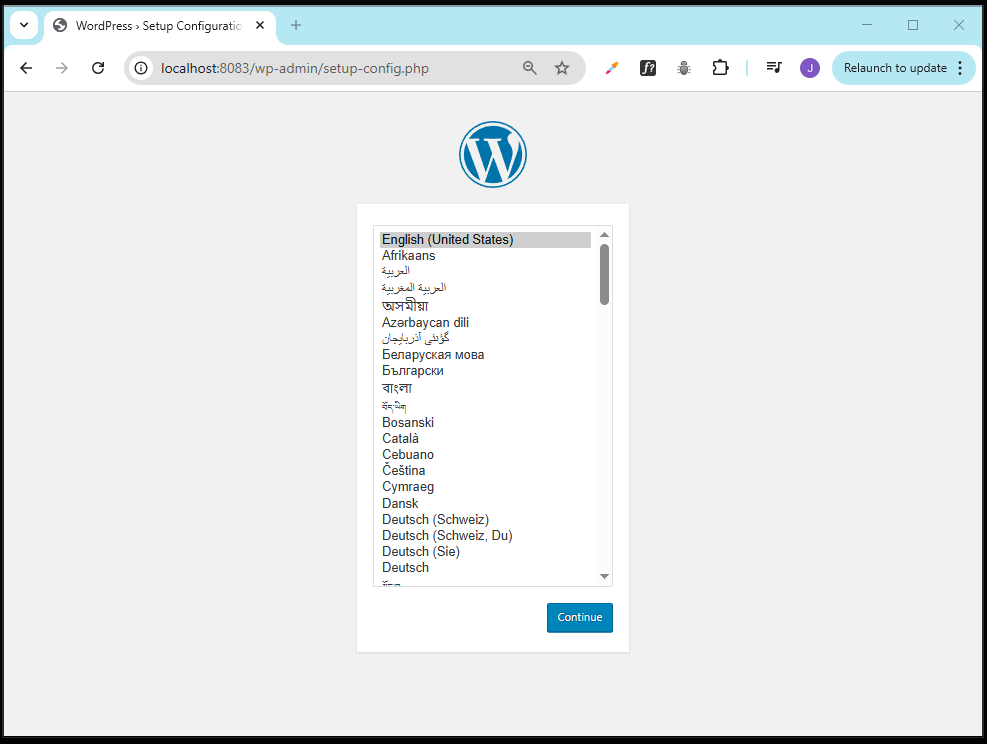 WordPress › Setup Configuratio
localhost:8083/wp-admin/setup-config.php
f?
J
Relaunch to update
W
English (United States)
Afrikaans
العربية
العربية المغربية
অসমীয়া
Azərbaycan dili
گؤنئی آذربایجان
Беларуская мова
Български
বাংলা
བོད་ཡིག
Bosanski
Català
Cebuano
Čeština
Cymraeg
Dansk
Deutsch (Schweiz)
Deutsch (Schweiz, Du)
Deutsch (Sie)
Deutsch
Continue